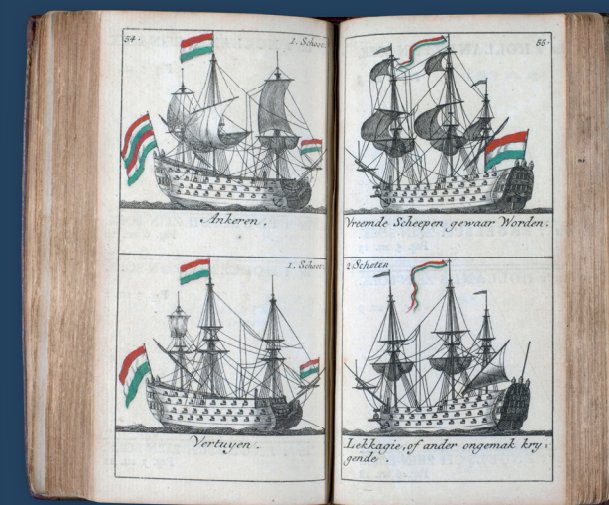 54.
1. Schoot.
Ankeren.
1. Schoot.
Vertuyen.
55.
Vreemde Scheepen gewaar Worden.
2. Schoten
Lekkagie, of ander ongemak kry:
gende.